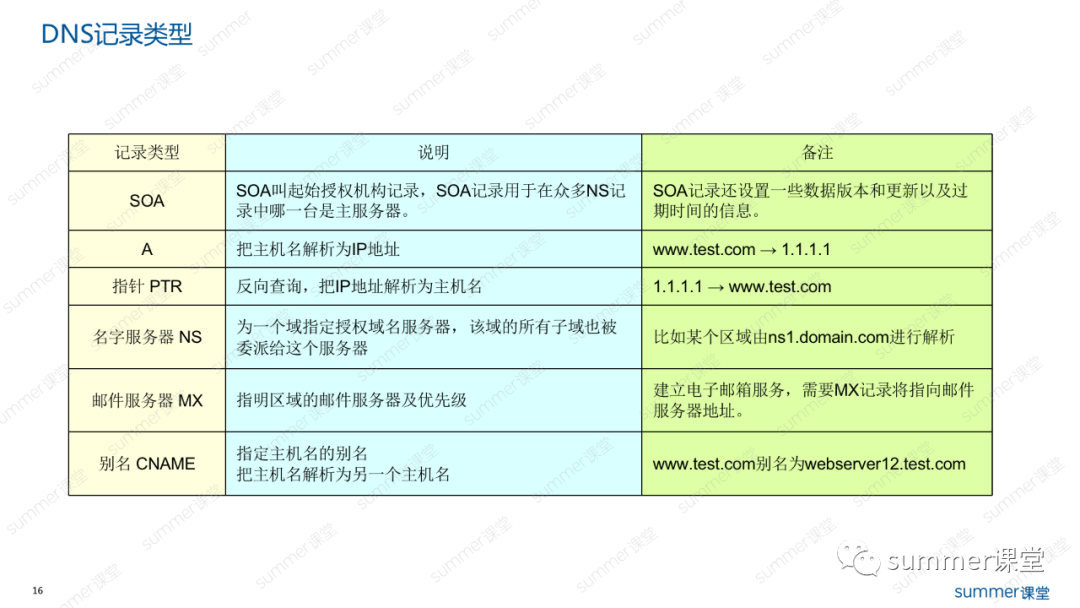 DNS记录类型
记录类型 说明 备注
SOA
SOA叫起始授权机构记录，SOA记录用于在众多NS记
录中哪一台是主服务器。
SOA记录还设置一些数据版本和更新以及过
期时间的信息。
A 把主机名解析为IP地址 www.test.com → 1.1.1.1
指针 PTR 反向查询，把IP地址解析为主机名 1.1.1.1 → www.test.com
名字服务器 NS
为一个域指定授权域名服务器，该域的所有子域也被
委派给这个服务器
比如某个区域由ns1.domain.com进行解析
邮件服务器 MX 指明区域的邮件服务器及优先级
建立电子邮箱服务，需要MX记录将指向邮件
服务器地址。
别名 CNAME
指定主机名的别名
把主机名解析为另一个主机名
www.test.com别名为webserver12.test.com
summer课堂
16
summer课堂